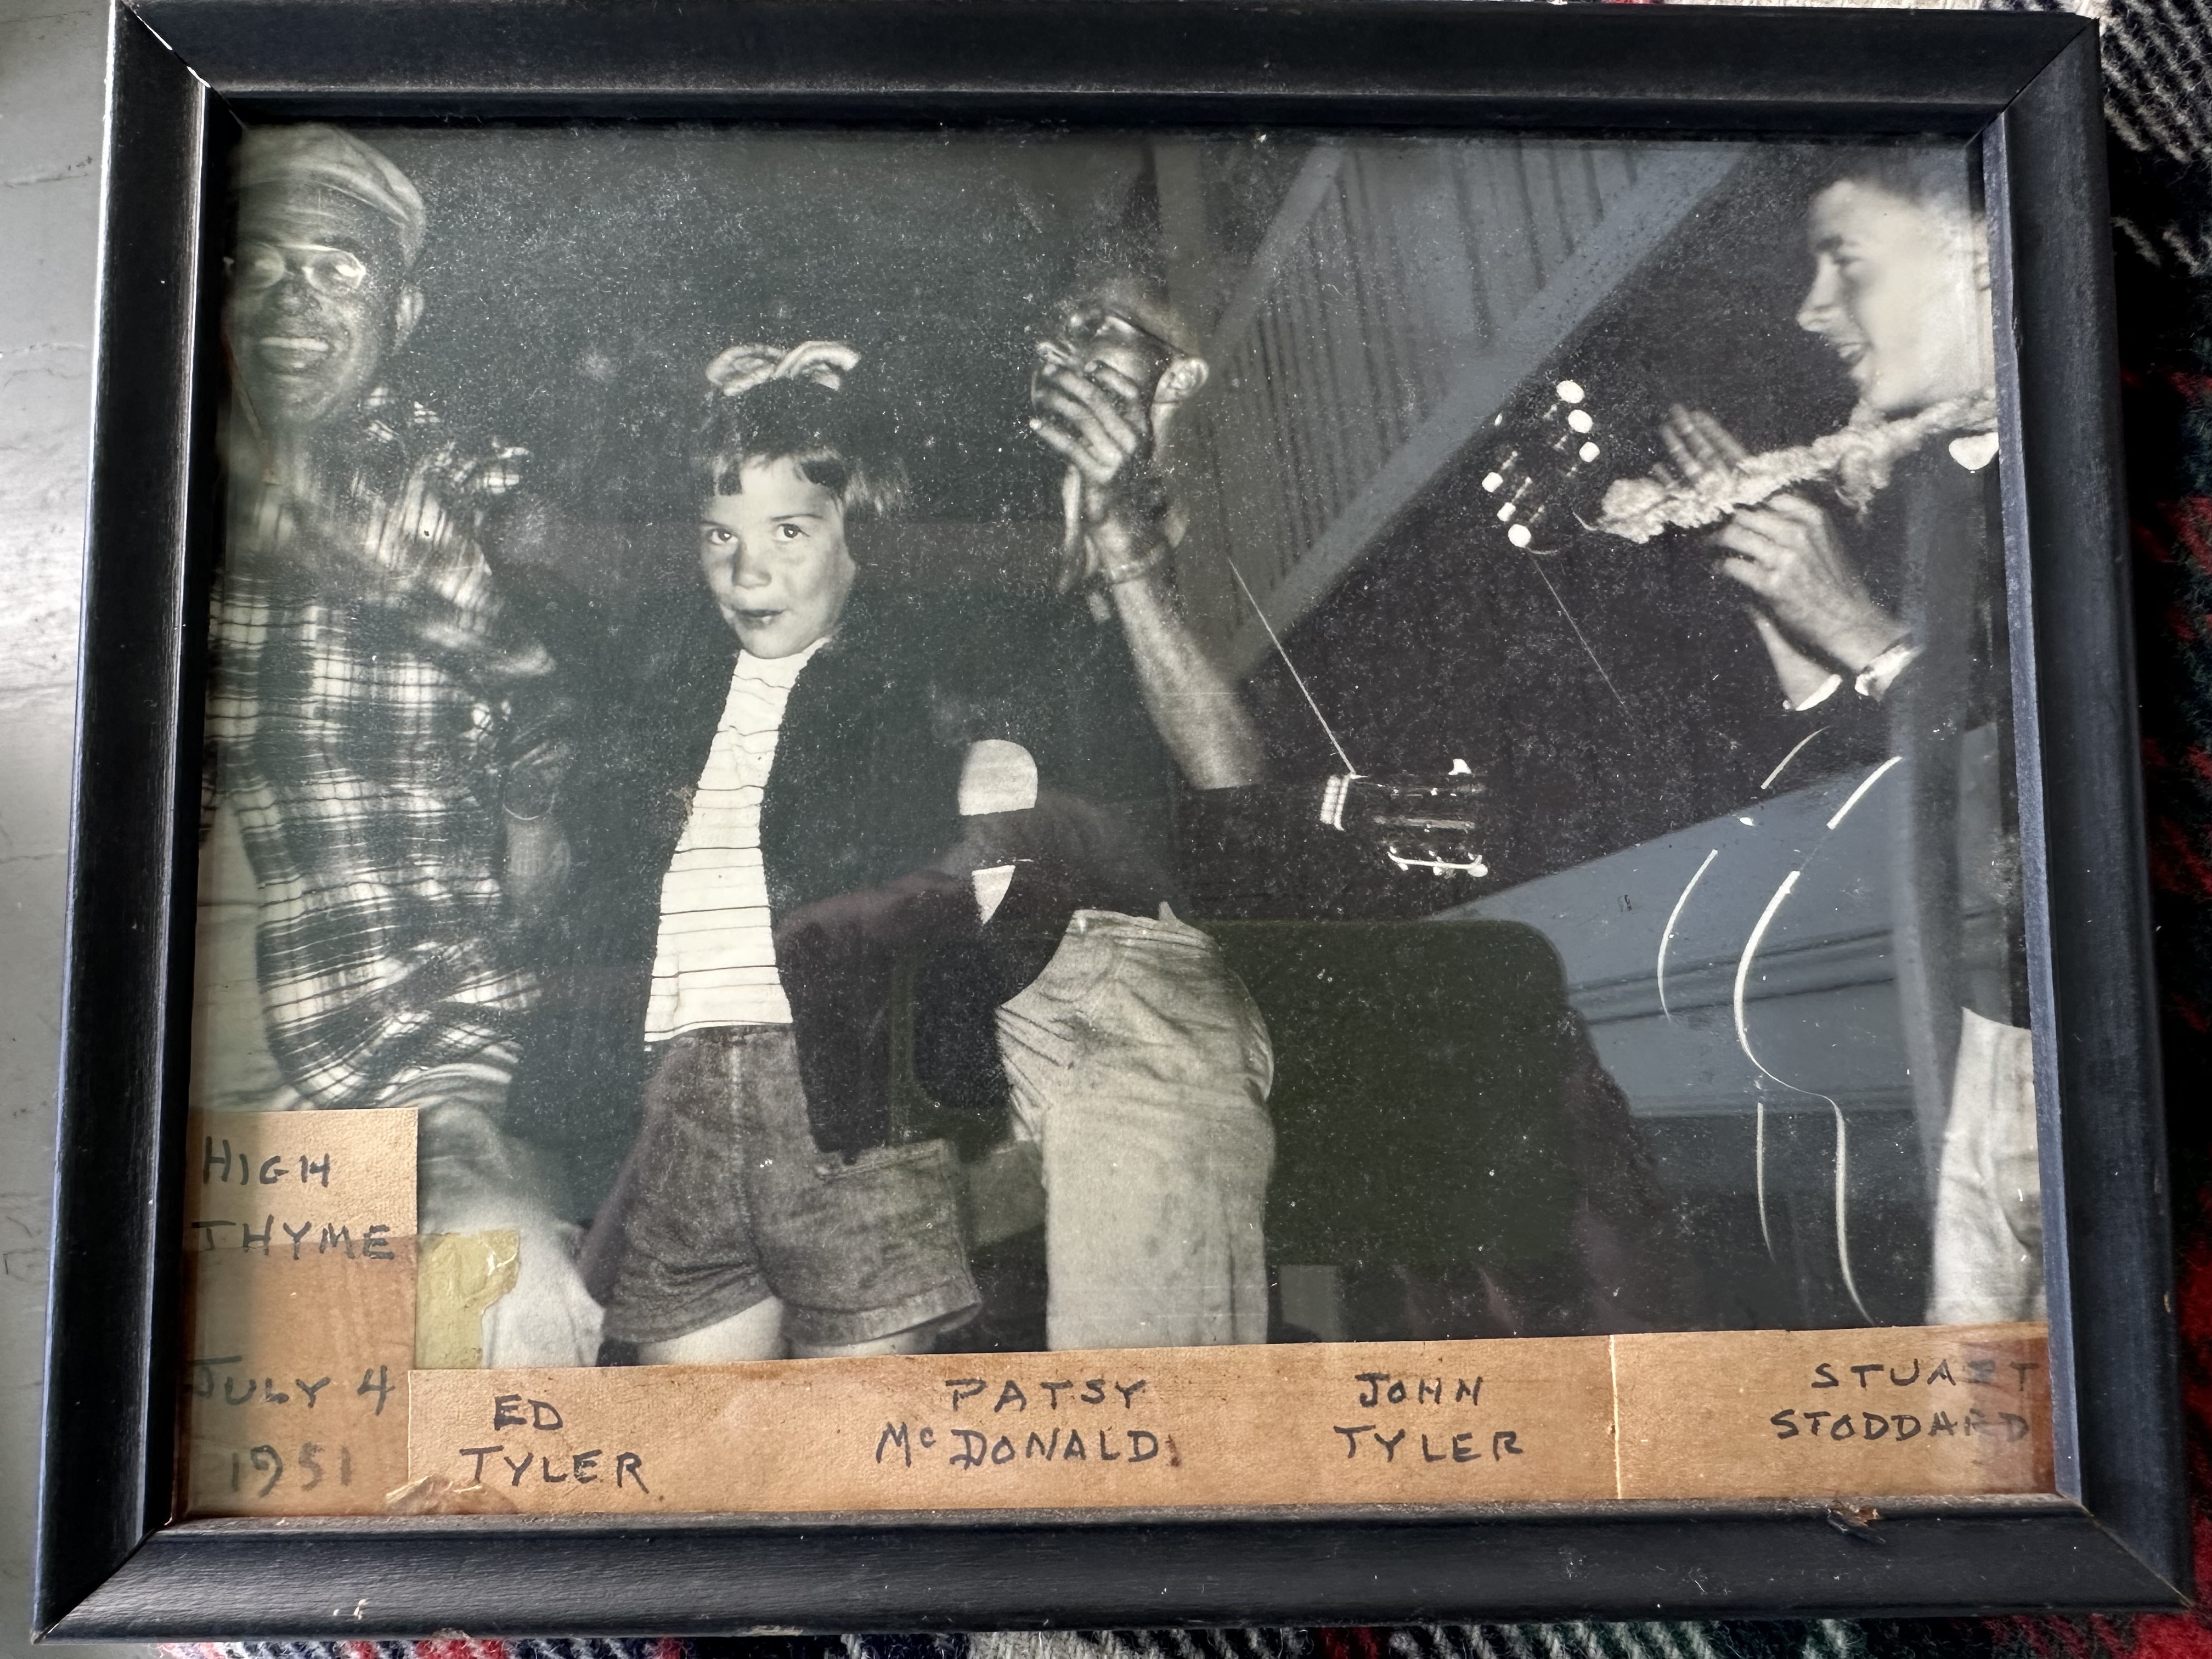 HIGH
THYME
JULY 4
1951
ED
TYLER
PATSY
McDONALD
JOHN
TYLER
STUART
STODDARD